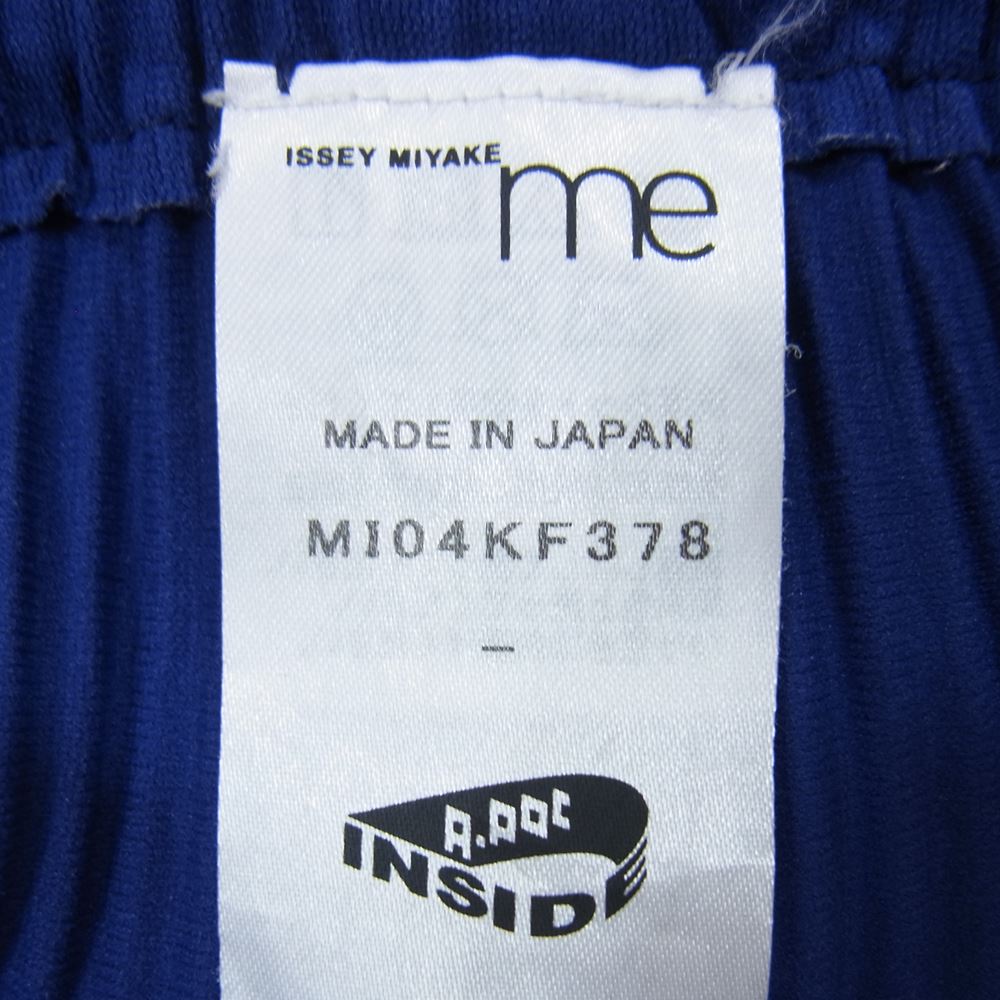 ISSEY MIYAKE me
MADE IN JAPAN
MI04KF378
–
A.POC
INSIDE